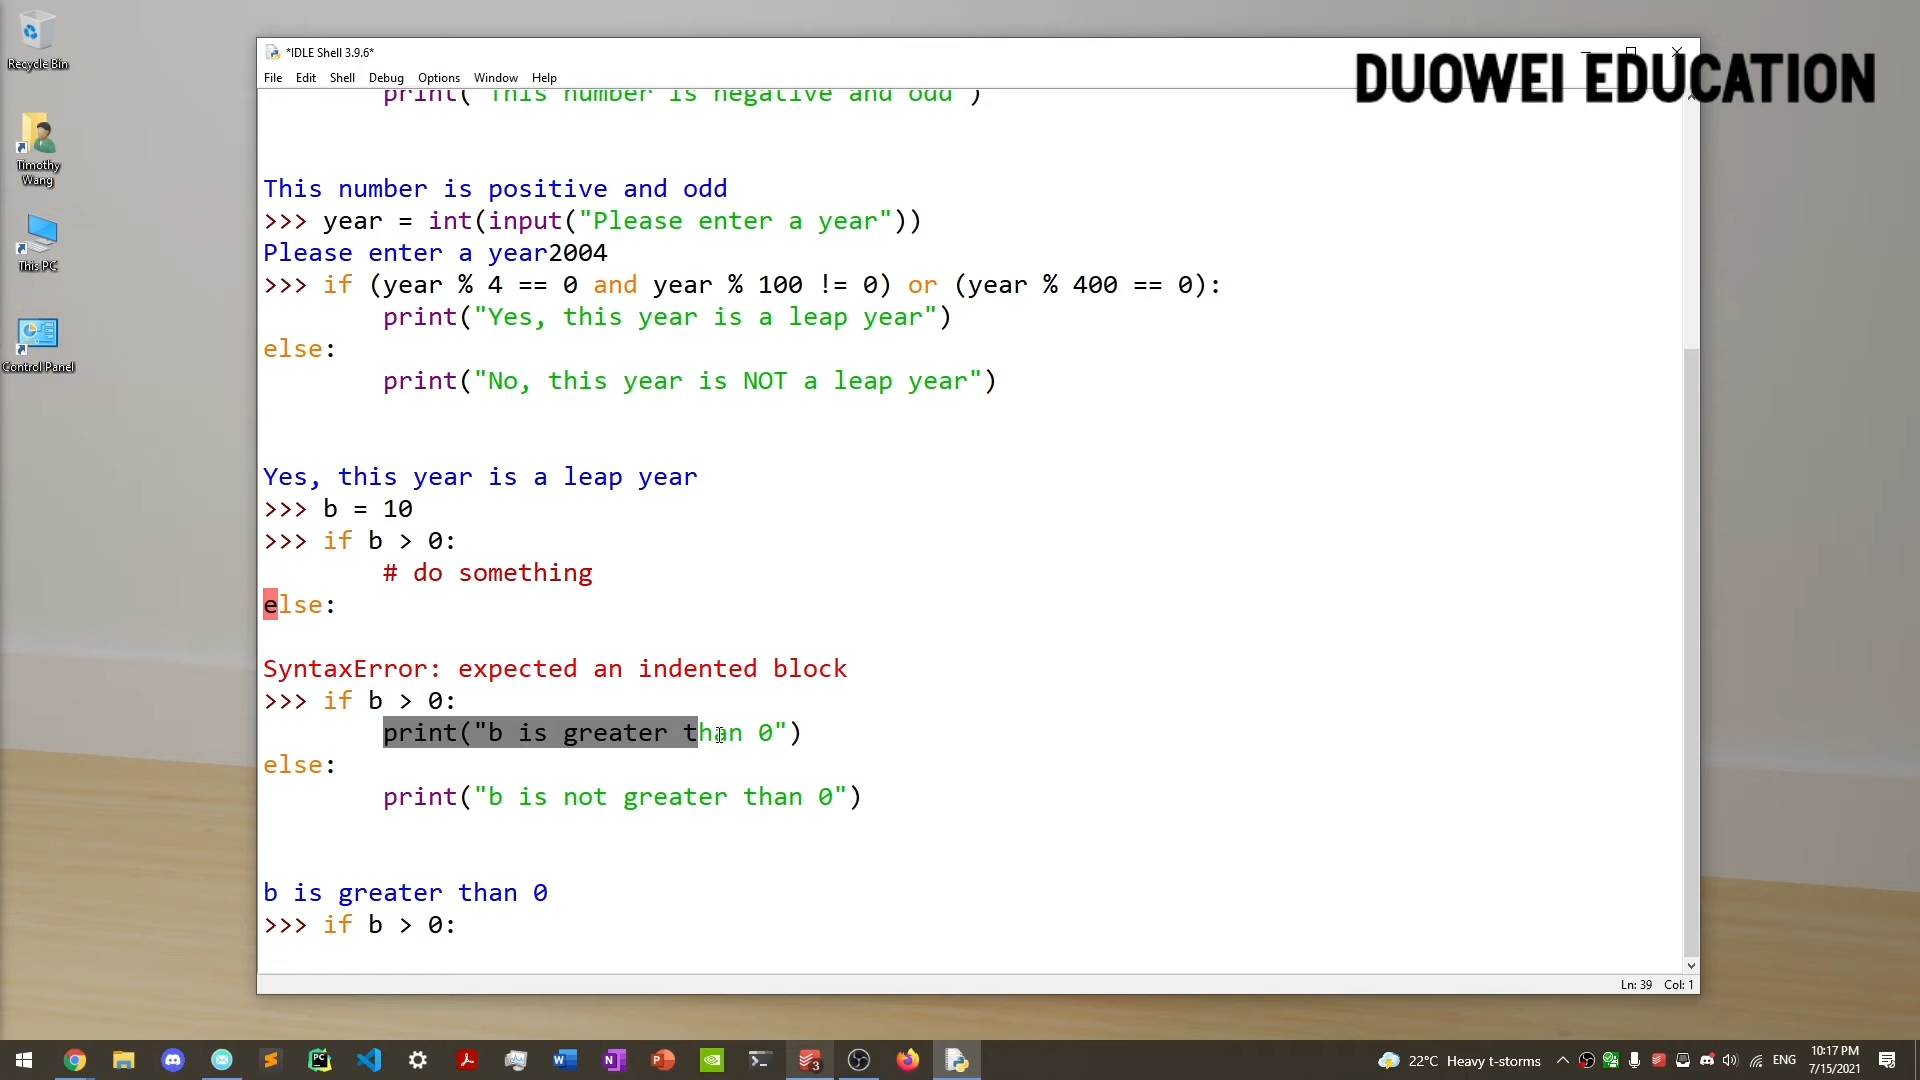 Recycle Bin
Timothy
Wang
This PC
Control Panel
*IDLE Shell 3.9.6*
DUOWEI EDUCATION
File Edit Shell Debug Options Window Help
print("This number is negative and odd")
This number is positive and odd
>>> year = int(input("Please enter a year"))
Please enter a year2004
>>> if (year % 4 == 0 and year % 100 != 0) or (year % 400 == 0):
print("Yes, this year is a leap year")
else:
print("No, this year is NOT a leap year")
Yes, this year is a leap year
>>> b = 10
>>> if b > 0:
# do something
else:
SyntaxError: expected an indented block
>>> if b > 0:
print("b is greater than 0")
else:
print("b is not greater than 0")
b is greater than 0
>>> if b > 0:
Ln: 39 Col: 1
22°C Heavy t-storms
ENG
10:17 PM
7/15/2021